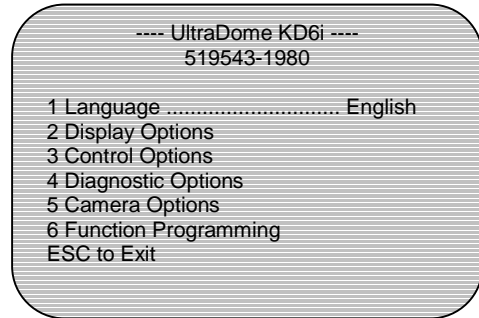 ---- UltraDome KD6i ----
519543-1980
1 Language ............................. English
2 Display Options
3 Control Options
4 Diagnostic Options
5 Camera Options
6 Function Programming
ESC to Exit